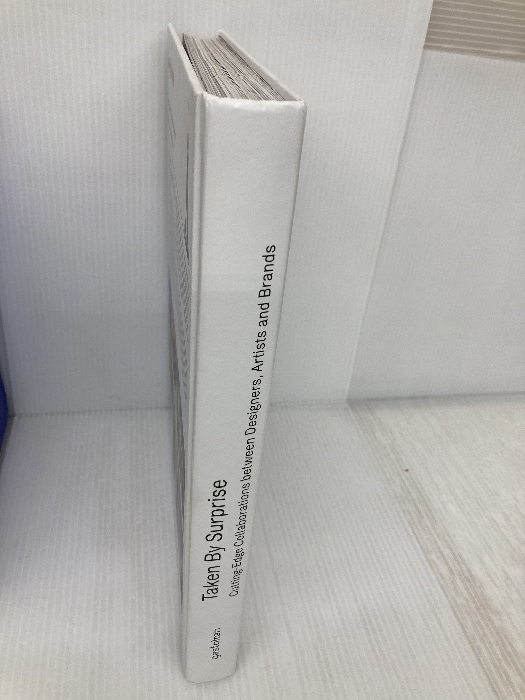 Taken By Surprise
Cutting-Edge Collaborations between Designers, Artists and Brands
gestalten